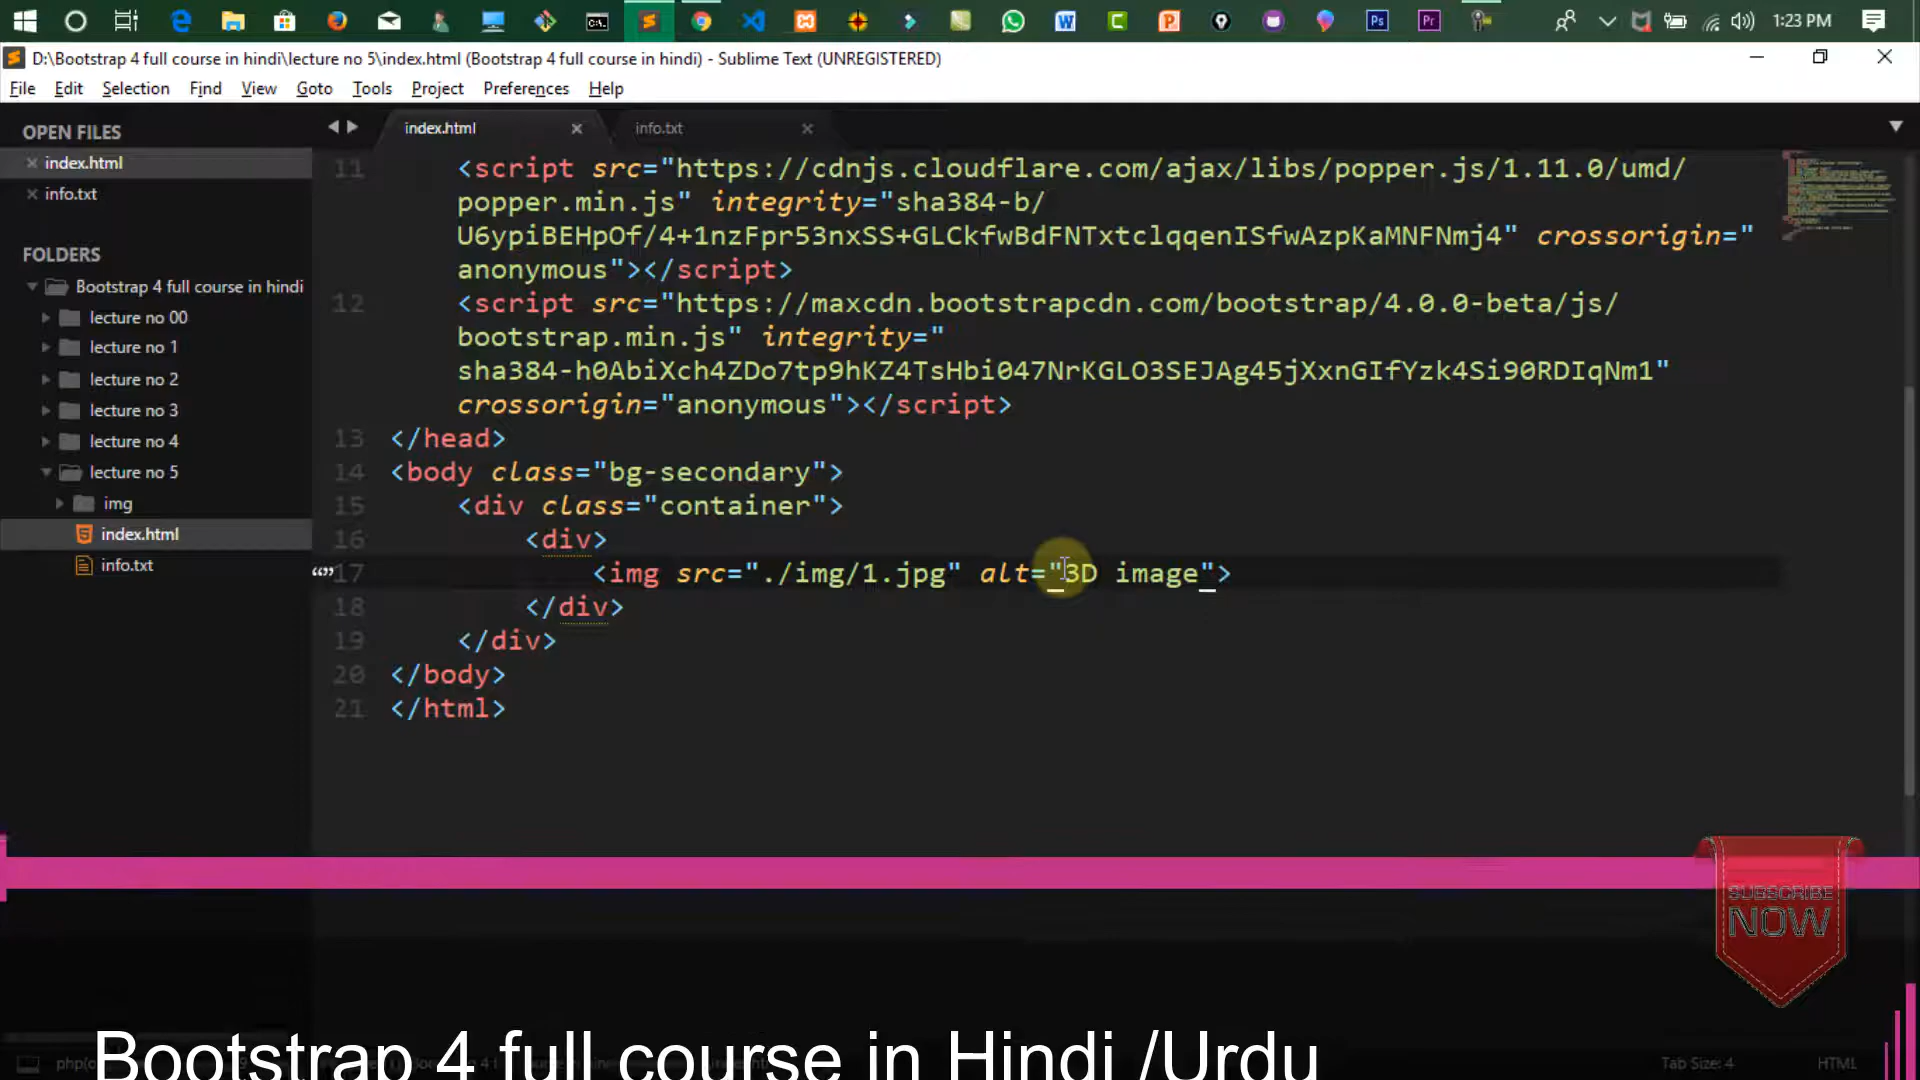 1:23 PM
D:\Bootstrap 4 full course in hindi\lecture no 5\index.html (Bootstrap 4 full course in hindi) - Sublime Text (UNREGISTERED)
File Edit Selection Find View Goto Tools Project Preferences Help
OPEN FILES
index.html
info.txt
FOLDERS
Bootstrap 4 full course in hindi
lecture no 00
lecture no 1
lecture no 2
lecture no 3
lecture no 4
lecture no 5
img
index.html
info.txt
index.html info.txt
11 <script src="https://cdnjs.cloudflare.com/ajax/libs/popper.js/1.11.0/umd/
popper.min.js" integrity="sha384-b/
U6ypiBEHpOf/4+1nzFpr53nxSS+GLCkfwBdFNTxtclqqenISfwAzpKaMNFNmj4" crossorigin="
anonymous"></script>
12 <script src="https://maxcdn.bootstrapcdn.com/bootstrap/4.0.0-beta/js/
bootstrap.min.js" integrity="
sha384-h0AbiXch4ZDo7tp9hKZ4TsHbi047NrKGLO3SEJAg45jXxnGIfYzk4Si90RDIqNm1"
crossorigin="anonymous"></script>
13 </head>
14 <body class="bg-secondary">
15 <div class="container">
16 <div>
17 <img src="./img/1.jpg" alt="3D image">
18 </div>
19 </div>
20 </body>
21 </html>
SUBSCRIBE
NOW
Bootstrap 4 full course in Hindi /Urdu
Tab Size: 4 HTML